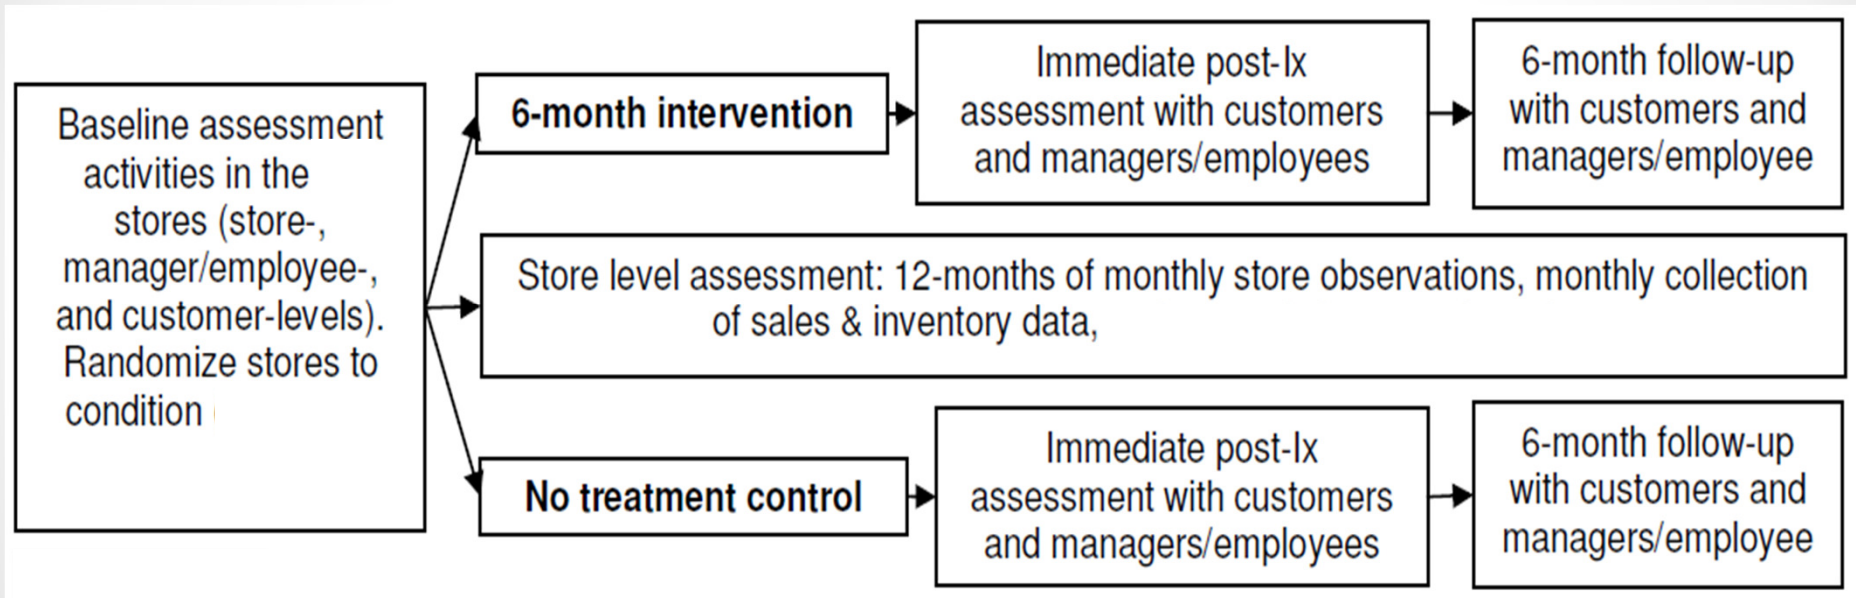 Baseline assessment
activities in the
stores (store-,
manager/employee-,
and customer-levels).
Randomize stores to
condition
6-month intervention
Immediate post-Ix
assessment with customers
and managers/employees
6-month follow-up
with customers and
managers/employee
Store level assessment: 12-months of monthly store observations, monthly collection
of sales & inventory data,
No treatment control
Immediate post-Ix
assessment with customers
and managers/employees
6-month follow-up
with customers and
managers/employee